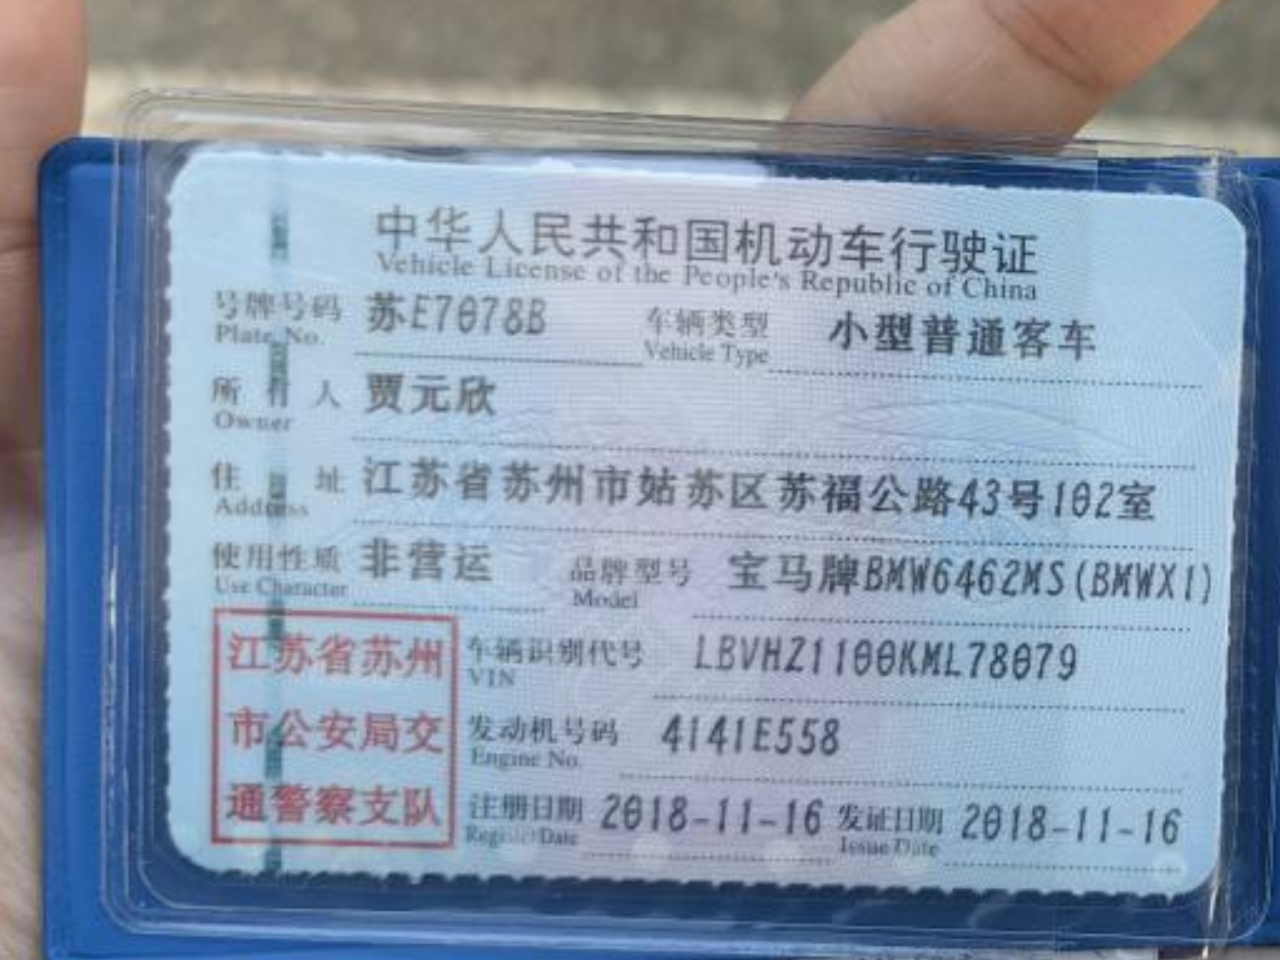 中华人民共和国机动车行驶证
Vehicle License of the People's Republic of China
号牌号码 苏E7078B 车辆类型 小型普通客车
Plate No. Vehicle Type
所有人 贾元欣
Owner
住址 江苏省苏州市姑苏区苏福公路43号102室
Address
使用性质 非营运 品牌型号 宝马牌BMW6462MS(BMWX1)
Use Character Model
江苏省苏州 车辆识别代号 LBVHZ1100KML78079
VIN
市公安局交 发动机号码 4141E558
Engine No.
通警察支队 注册日期 2018-11-16 发证日期 2018-11-16
Register Date Issue Date